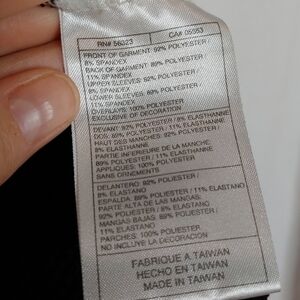 RN# 56323 CA# 05553
FRONT OF GARMENT: 92% POLYESTER /
8% SPANDEX
BACK OF GARMENT: 89% POLYESTER /
11% SPANDEX
UPPER SLEEVES: 92% POLYESTER /
8% SPANDEX
LOWER SLEEVES: 89% POLYESTER /
11% SPANDEX
OVERLAYS: 100% POLYESTER
EXCLUSIVE OF DECORATION
DEVANT: 92% POLYESTER / 8% ELASTHANNE
DOS: 89% POLYESTER / 11% ELASTHANNE
HAUT DES MANCHES: 92% POLYESTER /
8% ELASTHANNE
PARTIE INFERIEURE DE LA MANCHE:
89% POLYESTER / 11% ELASTHANNE
APPLIQUES: 100% POLYESTER
SANS ORNEMENTS
DELANTERO: 92% POLIESTER /
8% ELASTANO
ESPALDA: 89% POLIESTER / 11% ELASTANO
PARTE ALTA DE LAS MANGAS:
92% POLIESTER / 8% ELASTANO
MANGAS BAJAS: 89% POLIESTER /
11% ELASTANO
PARCHES: 100% POLIESTER
NO INCLUYE LA DECORACION
FABRIQUE A TAIWAN
HECHO EN TAIWAN
MADE IN TAIWAN